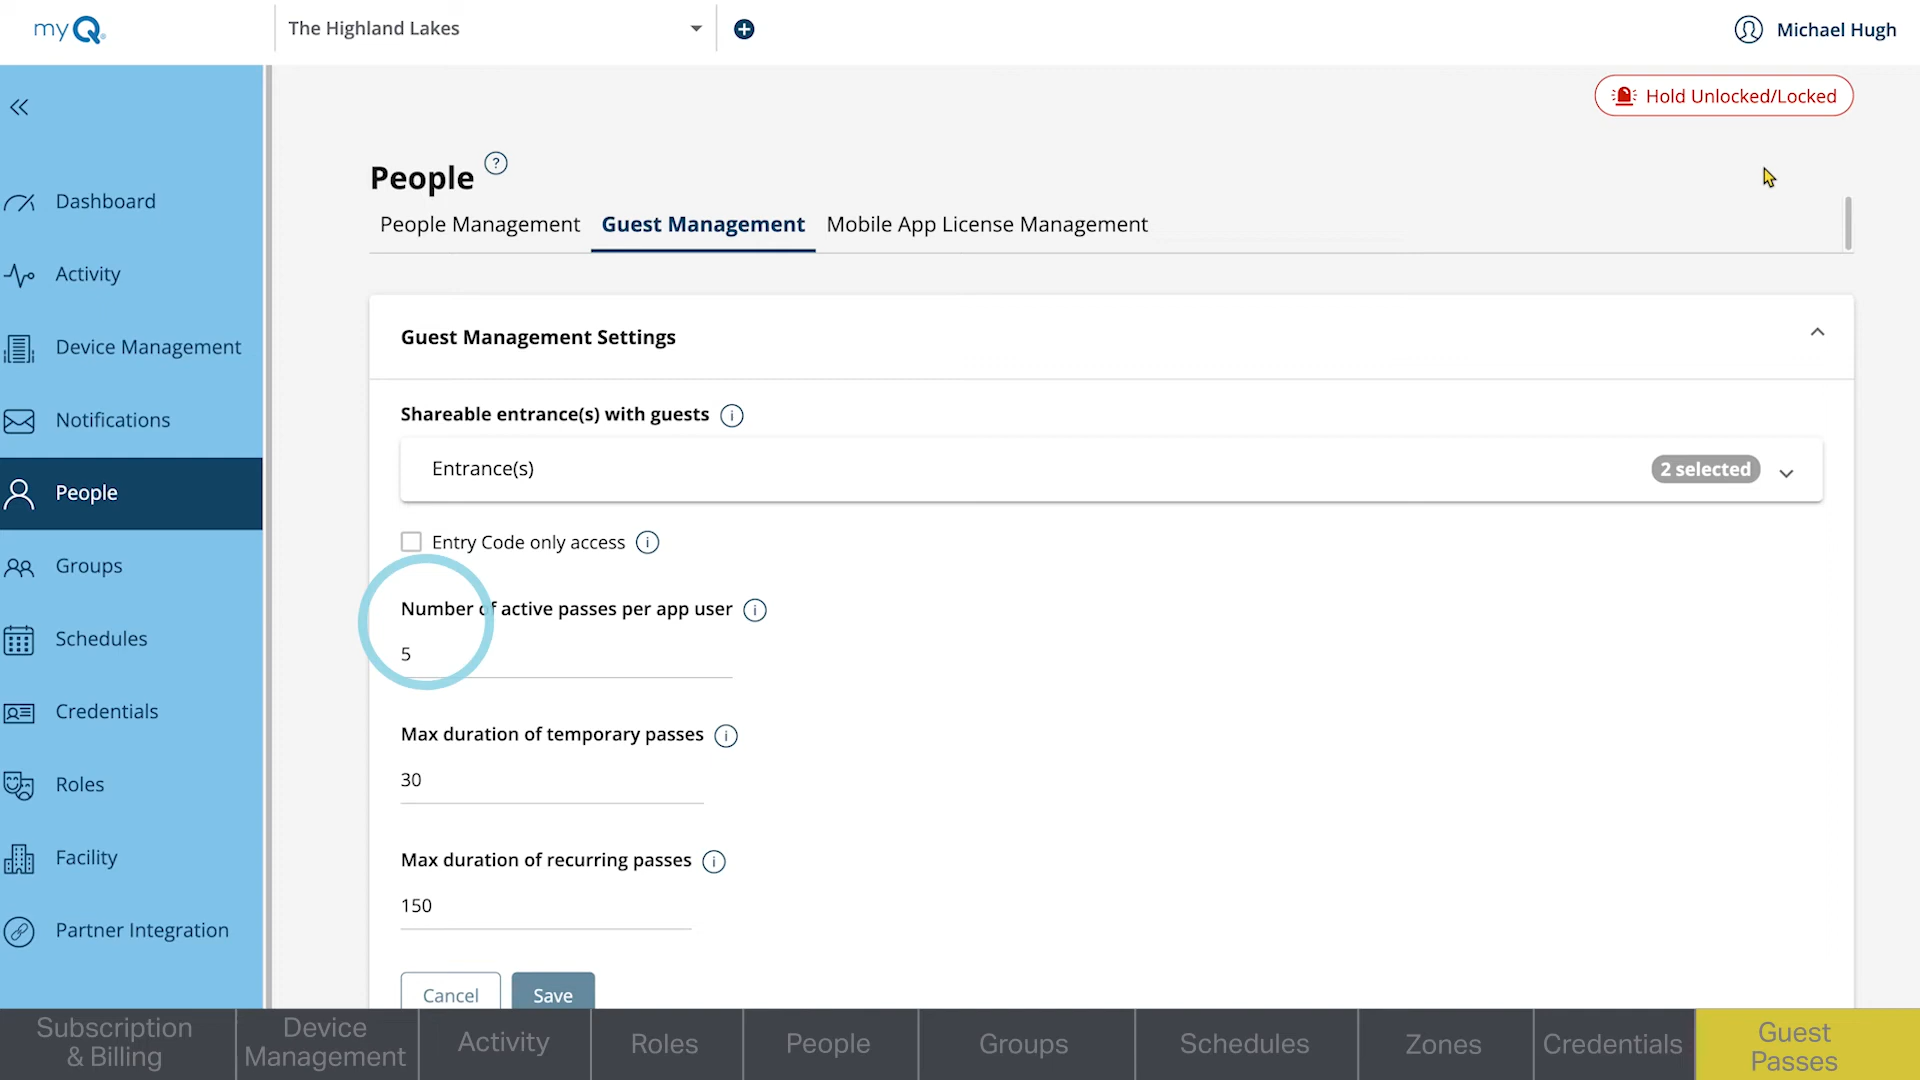 myQ
The Highland Lakes
Michael Hugh
Hold Unlocked/Locked
Dashboard
Activity
Device Management
Notifications
People
Groups
Schedules
Credentials
Roles
Facility
Partner Integration
People ?
People Management
Guest Management
Mobile App License Management
Guest Management Settings
Shareable entrance(s) with guests i
Entrance(s)
2 selected
Entry Code only access i
Number of active passes per app user i
5
Max duration of temporary passes i
30
Max duration of recurring passes i
150
Cancel
Save
Subscription
& Billing
Device
Management
Activity
Roles
People
Groups
Schedules
Zones
Credentials
Guest
Passes